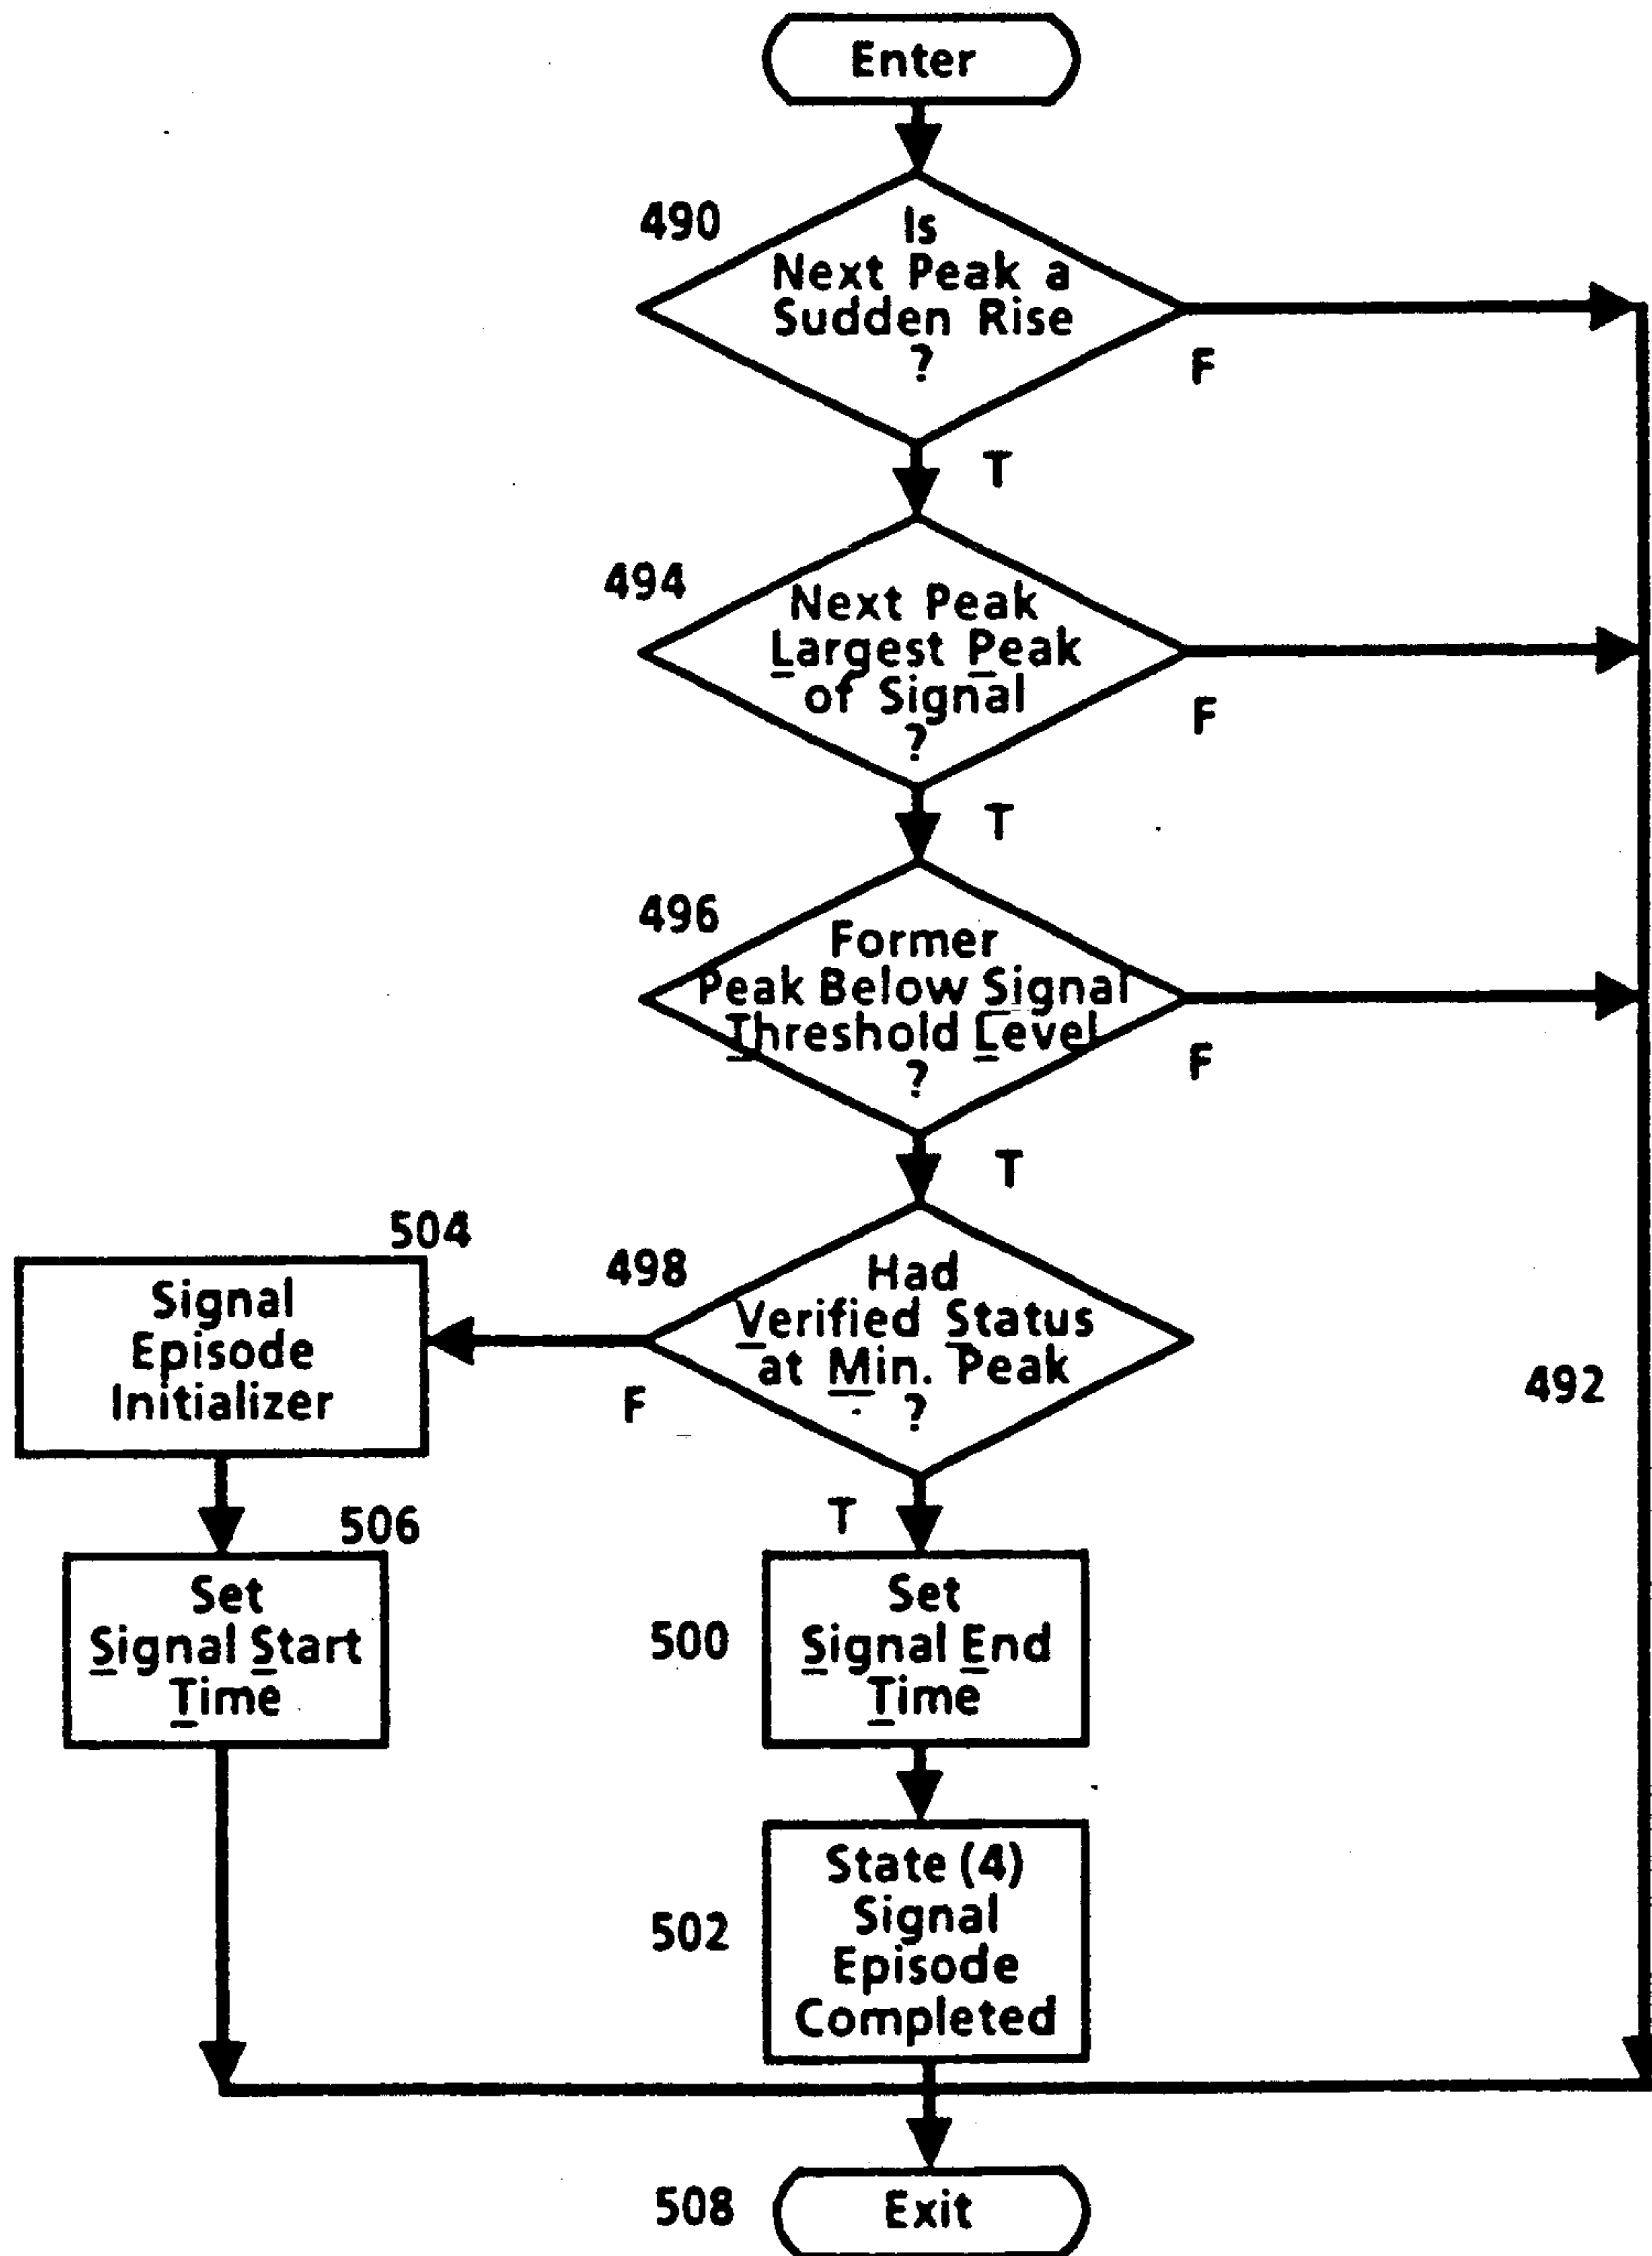 Enter
490
Is
Next Peak a
Sudden Rise
?
F
T
494
Next Peak
Largest Peak
of Signal
?
F
T
496
Former
Peak Below Signal
Threshold Level
?
F
T
504
Signal
Episode
Initializer
498
Had
Verified Status
at Min. Peak
?
F
492
T
506
Set
Signal Start
Time
500
Set
Signal End
Time
502
State (4)
Signal
Episode
Completed
508
Exit